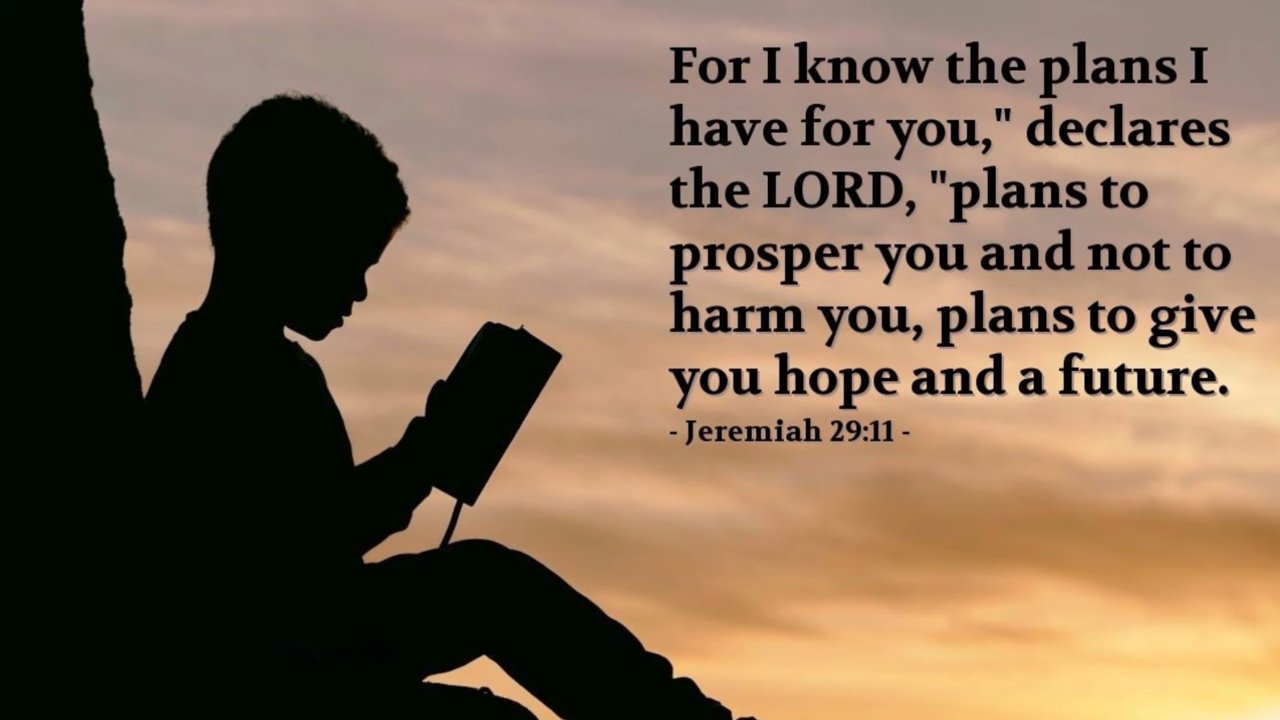 For I know the plans I
have for you," declares
the LORD, "plans to
prosper you and not to
harm you, plans to give
you hope and a future.
- Jeremiah 29:11 -